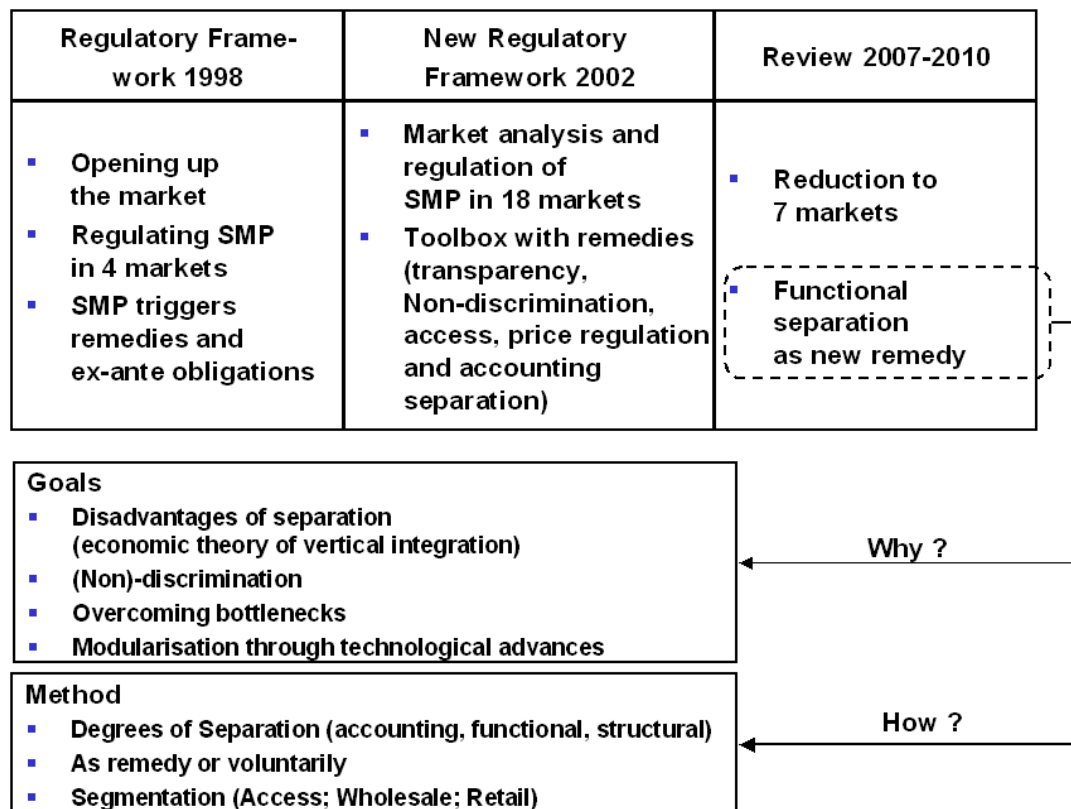 Regulatory Frame-
work 1998
▪ Opening up
the market
▪ Regulating SMP
in 4 markets
▪ SMP triggers
remedies and
ex-ante obligations
New Regulatory
Framework 2002
▪ Market analysis and
regulation of
SMP in 18 markets
▪ Toolbox with remedies
(transparency,
Non-discrimination,
access, price regulation
and accounting
separation)
Review 2007-2010
▪ Reduction to
7 markets
▪ Functional
separation
as new remedy
Goals
▪ Disadvantages of separation
(economic theory of vertical integration)
▪ (Non)-discrimination
▪ Overcoming bottlenecks
▪ Modularisation through technological advances
Why ?
Method
▪ Degrees of Separation (accounting, functional, structural)
▪ As remedy or voluntarily
▪ Segmentation (Access; Wholesale; Retail)
How ?